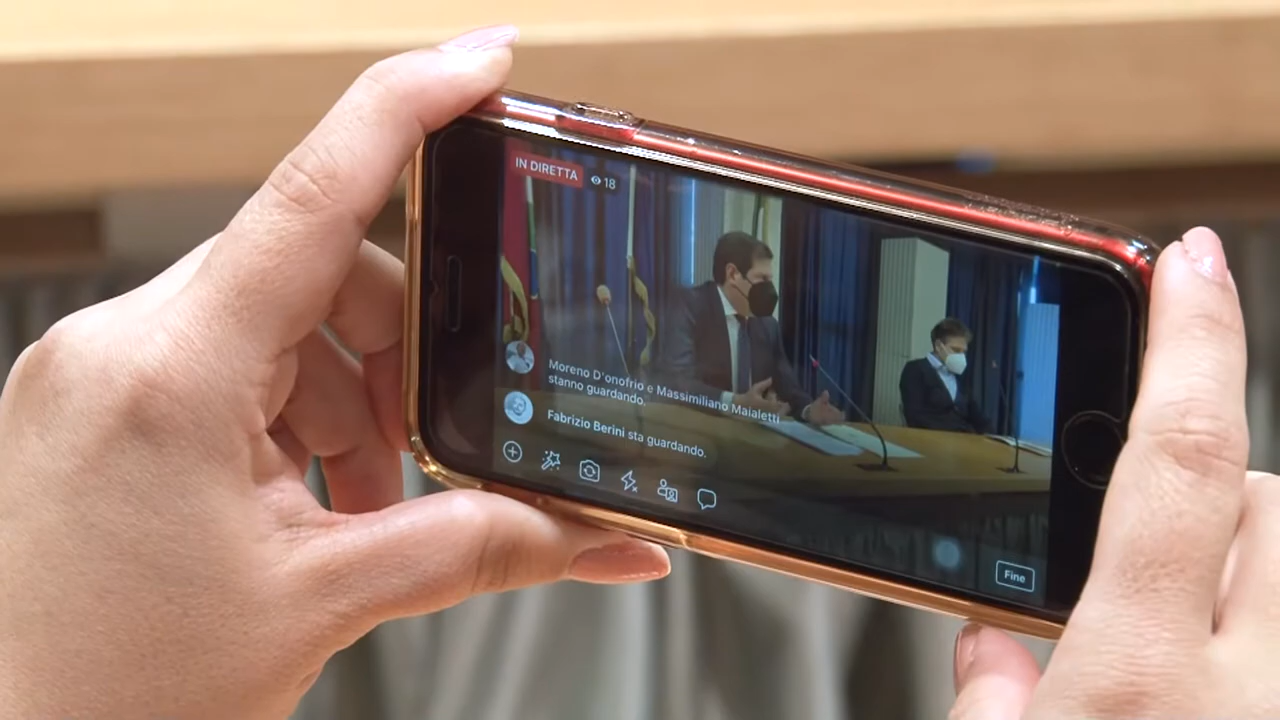 IN DIRETTA 18
Moreno D'onofrio e Massimiliano Maialetti
stanno guardando.
Fabrizio Berini sta guardando.
Fine